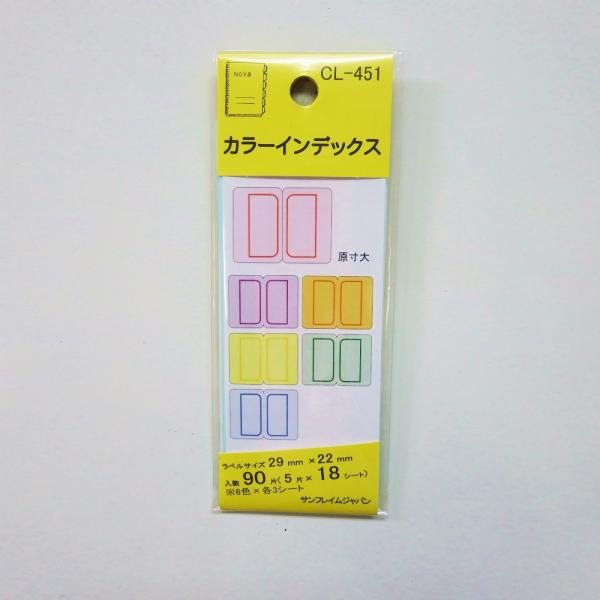 NOTE
CL-451
カラーインデックス
原寸大
ラベルサイズ 29mm×22mm
入数 90片(5片×18シート)
※6色×各3シート
サンフレイムジャパン